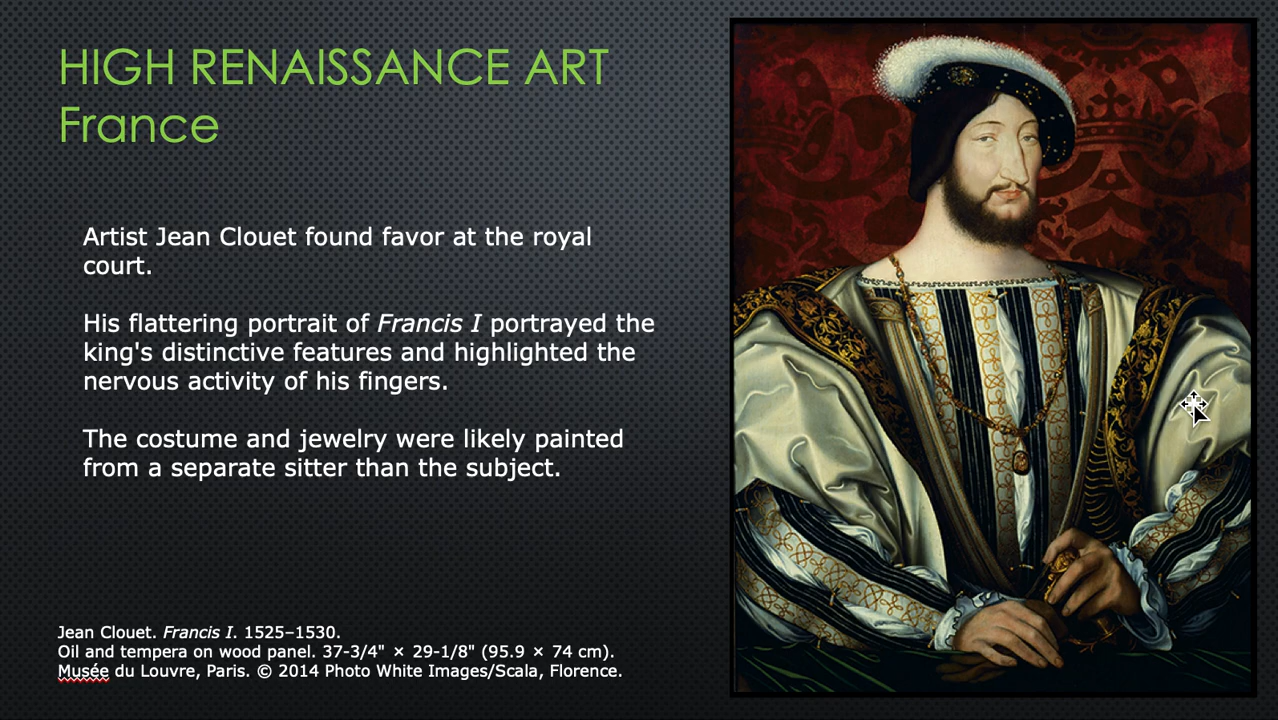 HIGH RENAISSANCE ART
France
Artist Jean Clouet found favor at the royal
court.
His flattering portrait of Francis I portrayed the
king's distinctive features and highlighted the
nervous activity of his fingers.
The costume and jewelry were likely painted
from a separate sitter than the subject.
Jean Clouet. Francis I. 1525–1530.
Oil and tempera on wood panel. 37-3/4" × 29-1/8" (95.9 × 74 cm).
Musée du Louvre, Paris. © 2014 Photo White Images/Scala, Florence.